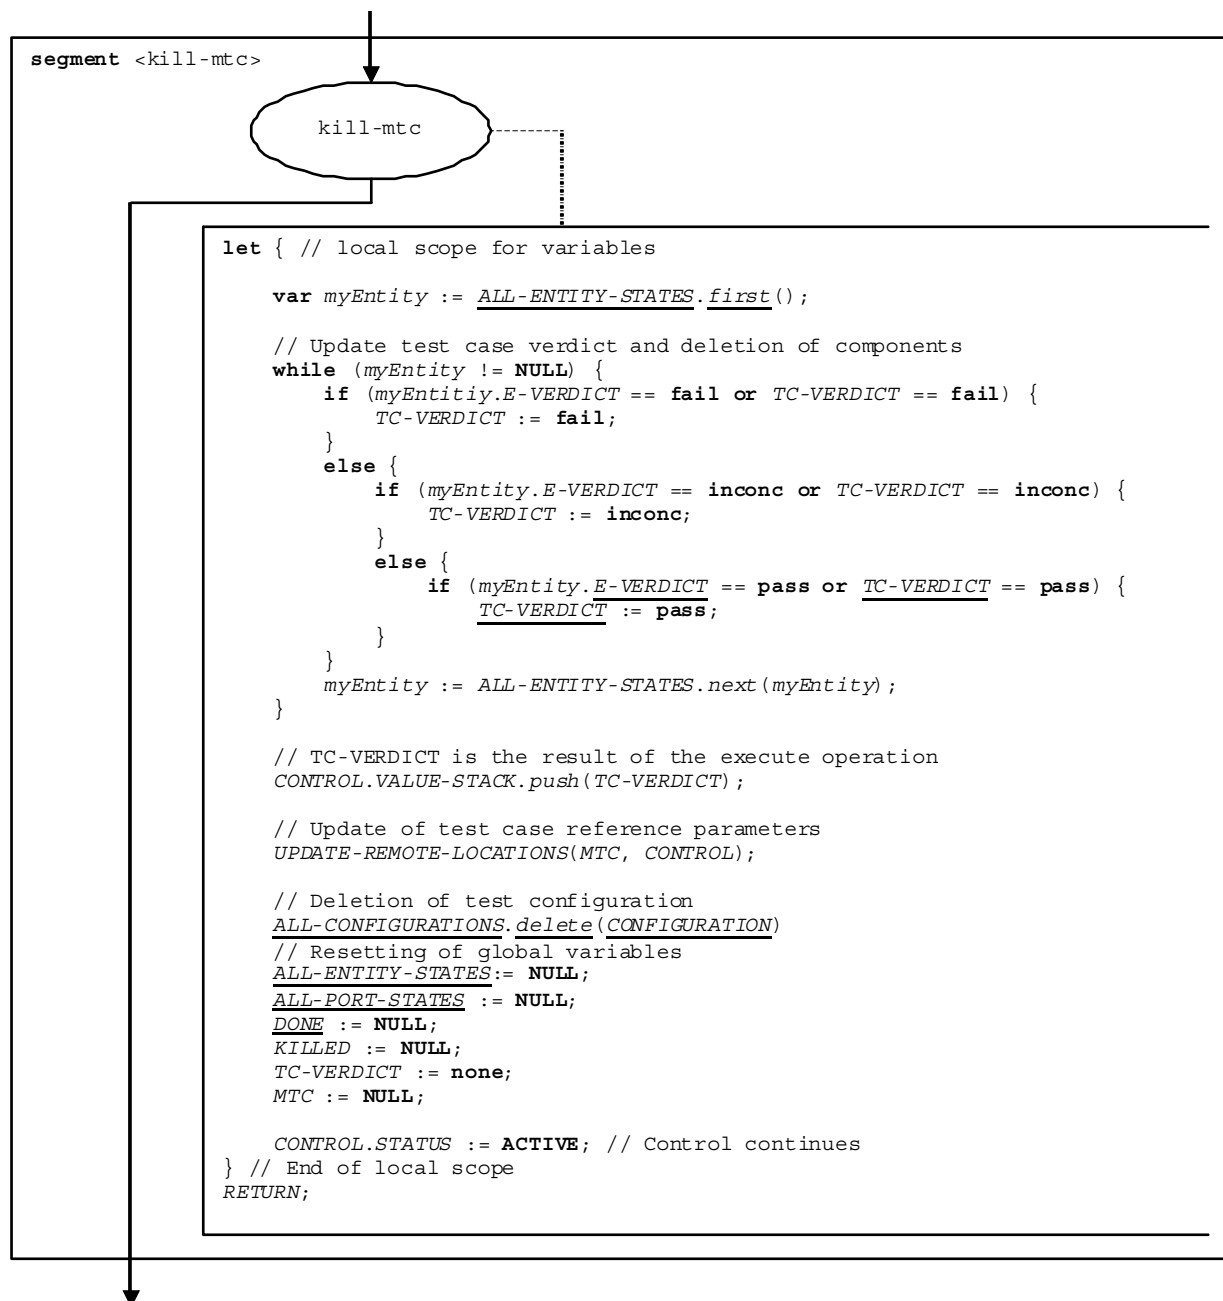 segment <kill-mtc>
kill-mtc
let { // local scope for variables
var myEntity := ALL-ENTITY-STATES.first();
// Update test case verdict and deletion of components
while (myEntity != NULL) {
if (myEntitiy.E-VERDICT == fail or TC-VERDICT == fail) {
TC-VERDICT := fail;
}
else {
if (myEntity.E-VERDICT == inconc or TC-VERDICT == inconc) {
TC-VERDICT := inconc;
}
else {
if (myEntity.E-VERDICT == pass or TC-VERDICT == pass) {
TC-VERDICT := pass;
}
}
myEntity := ALL-ENTITY-STATES.next(myEntity);
}
// TC-VERDICT is the result of the execute operation
CONTROL.VALUE-STACK.push(TC-VERDICT);
// Update of test case reference parameters
UPDATE-REMOTE-LOCATIONS(MTC, CONTROL);
// Deletion of test configuration
ALL-CONFIGURATIONS.delete(CONFIGURATION)
// Resetting of global variables
ALL-ENTITY-STATES:= NULL;
ALL-PORT-STATES := NULL;
DONE := NULL;
KILLED := NULL;
TC-VERDICT := none;
MTC := NULL;
CONTROL.STATUS := ACTIVE; // Control continues
} // End of local scope
RETURN;